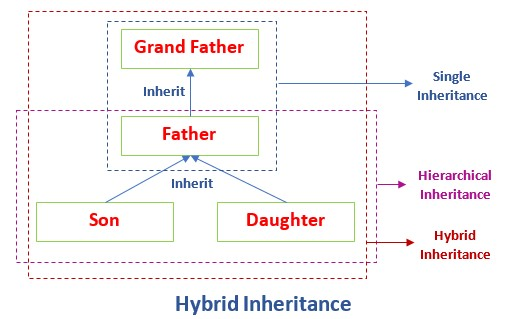 Grand Father
Inherit
Single
Inheritance
Father
Inherit
Hierarchical
Inheritance
Son
Daughter
Hybrid
Inheritance
Hybrid Inheritance